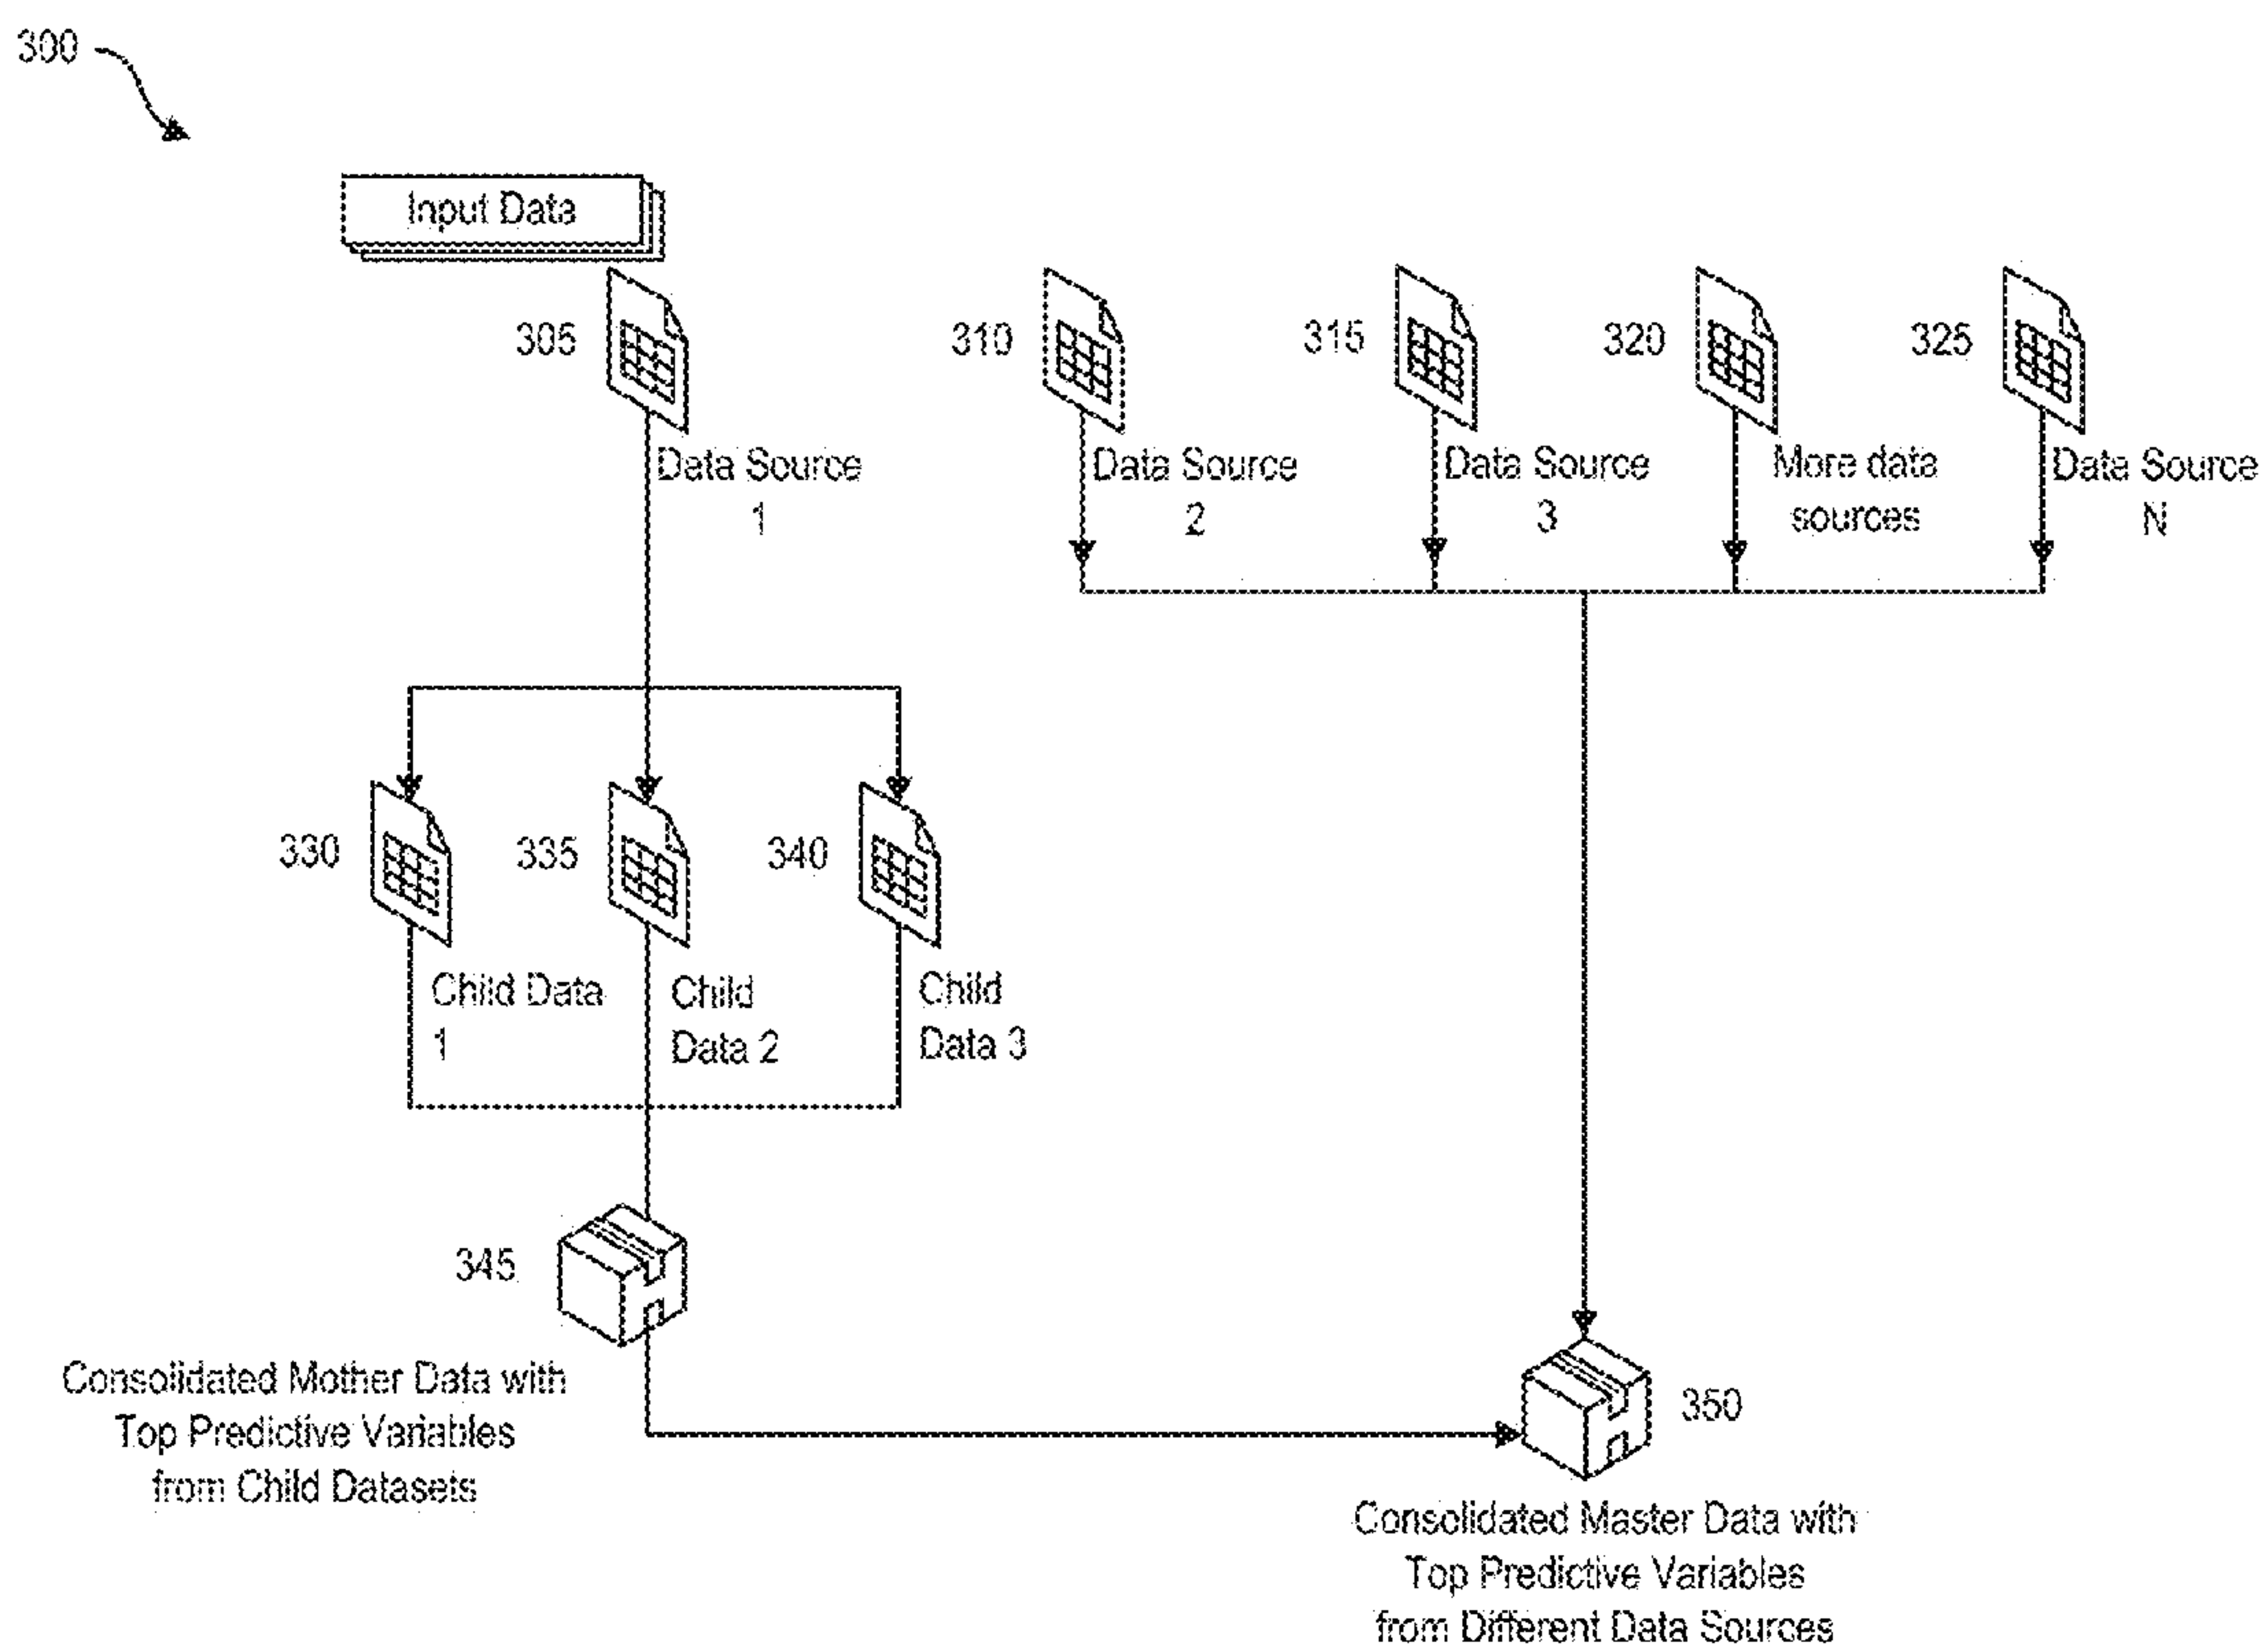 300
Input Data
305
310
315
320
325
Data Source
1
Data Source
2
Data Source
3
More data
sources
Data Source
N
330
335
340
Child Data
1
Child
Data 2
Child
Data 3
345
Consolidated Mother Data with
Top Predictive Variables
from Child Datasets
350
Consolidated Master Data with
Top Predictive Variables
from Different Data Sources